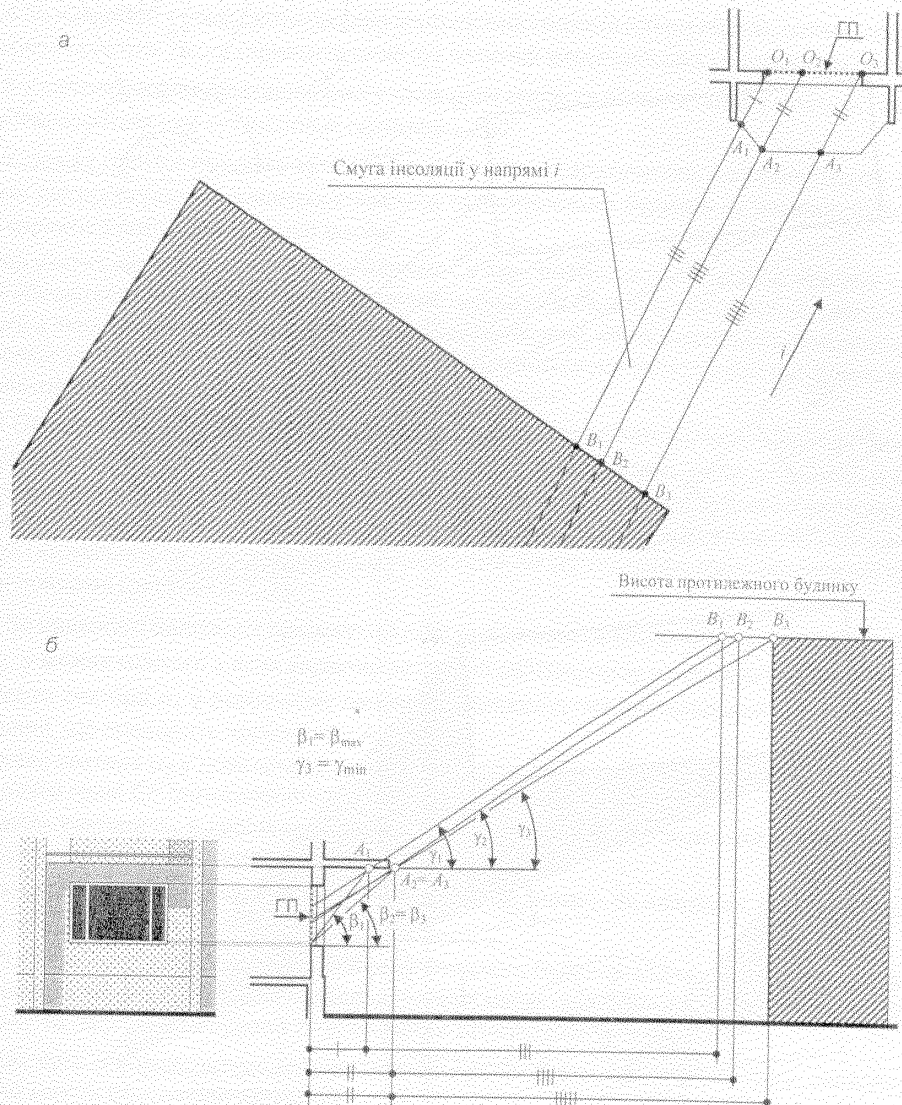 а
ГП
O₁ O₂ O₃
A₁ A₂ A₃
Смуга інсоляції у напрямі i
i
B₁
B₂
B₃
Висота протилежного будинку
б
B₁ B₂ B₃
β₁= βmax
γ₃ = γmin
A₁
γ₁ γ₂ γ₃
A₂= A₃
ГП
β₁ β₂= β₃